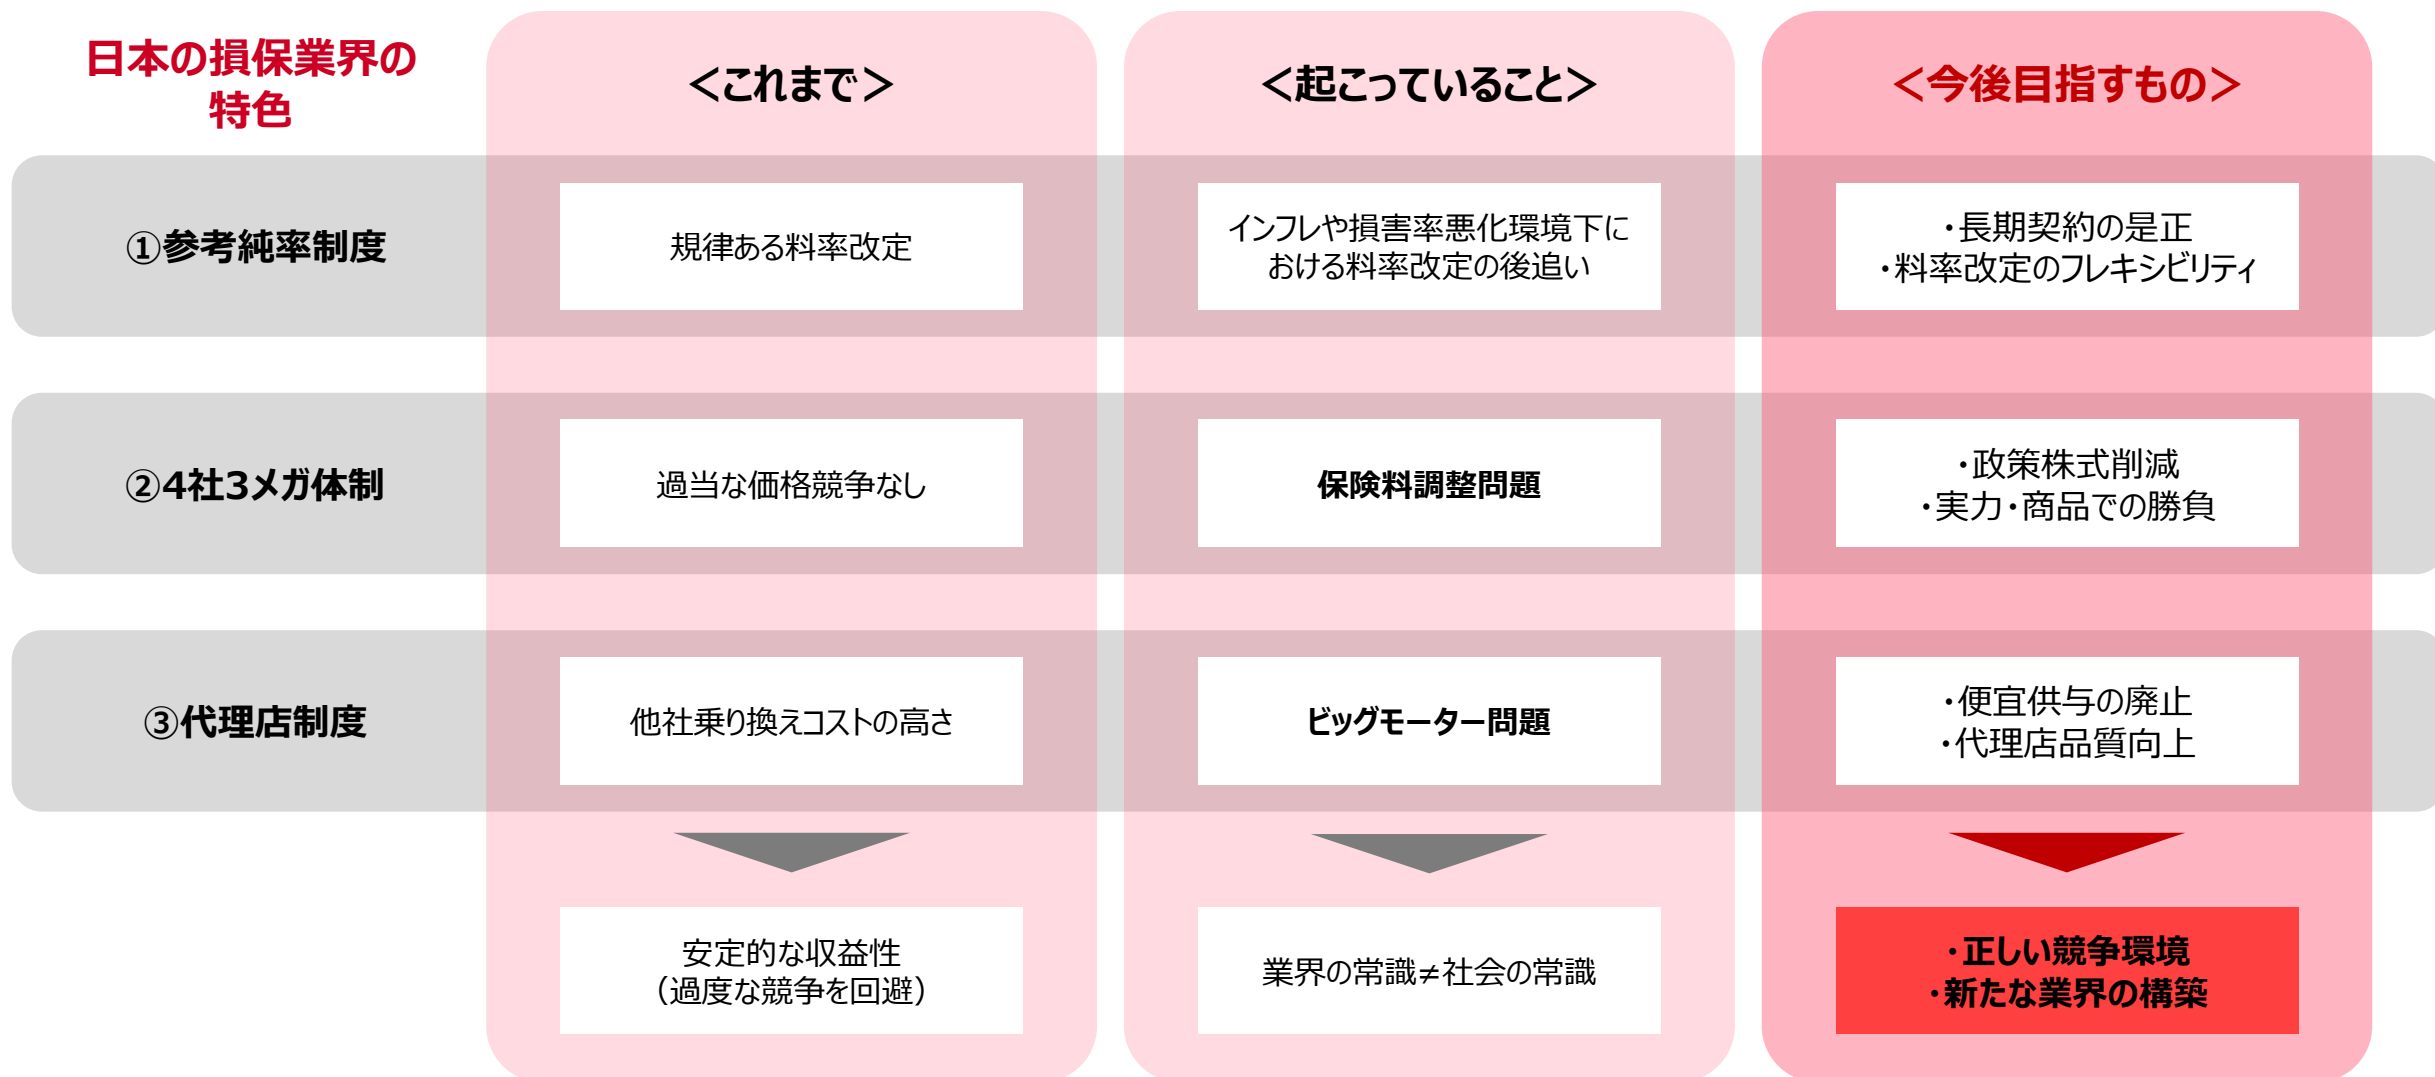 日本の損保業界の
特色
＜これまで＞
＜起こっていること＞
＜今後目指すもの＞
①参考純率制度
規律ある料率改定
インフレや損害率悪化環境下に
おける料率改定の後追い
・長期契約の是正
・料率改定のフレキシビリティ
②4社3メガ体制
過当な価格競争なし
保険料調整問題
・政策株式削減
・実力・商品での勝負
③代理店制度
他社乗り換えコストの高さ
ビッグモーター問題
・便宜供与の廃止
・代理店品質向上
安定的な収益性
（過度な競争を回避）
業界の常識≠社会の常識
・正しい競争環境
・新たな業界の構築